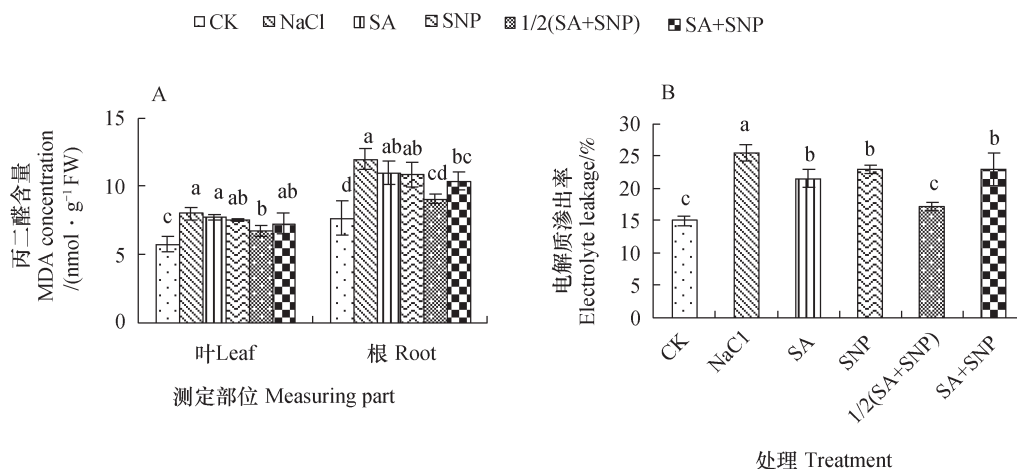 CK NaCl SA SNP 1/2(SA+SNP) SA+SNP
A
丙二醛含量
MDA concentration
/(nmol·g⁻¹ FW)
15
10
5
0
c a a ab b ab
d a ab ab cd bc
叶Leaf 根 Root
测定部位 Measuring part
B
电解质渗出率
Electrolyte leakage/%
30
25
20
15
10
5
0
c a b b c b
CK NaCl SA SNP 1/2(SA+SNP) SA+SNP
处理 Treatment